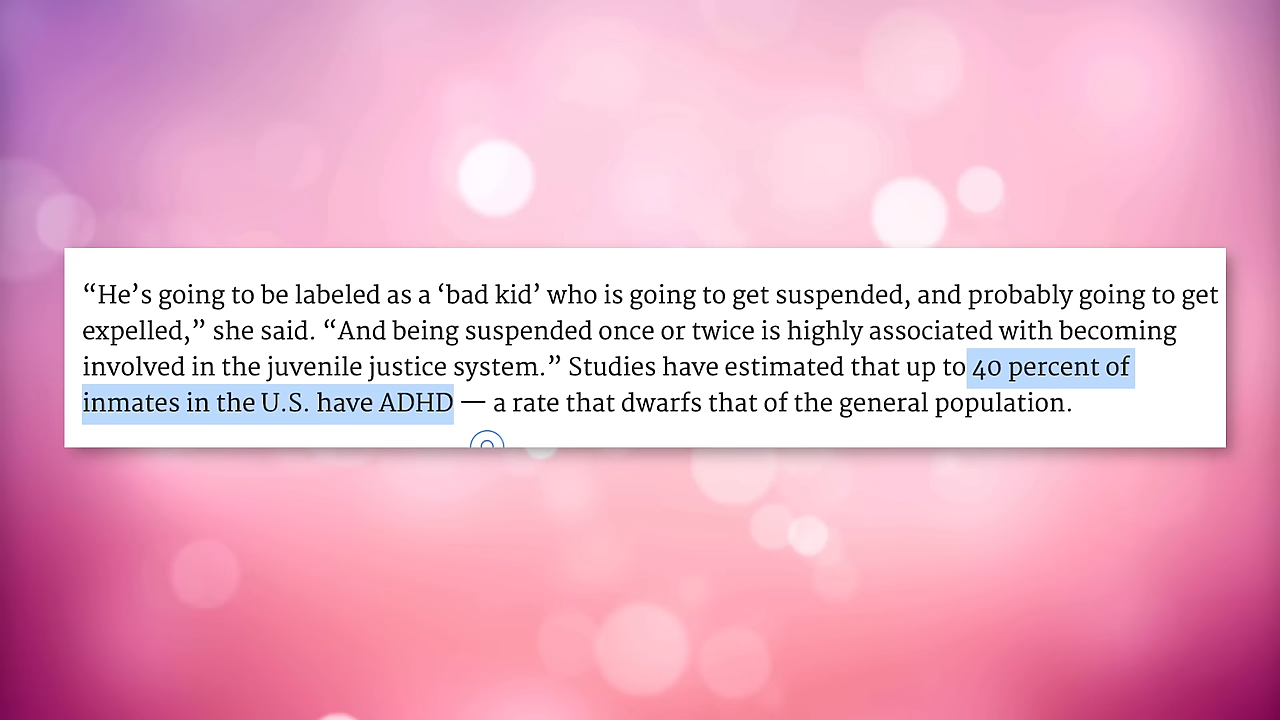 “He’s going to be labeled as a ‘bad kid’ who is going to get suspended, and probably going to get
expelled,” she said. “And being suspended once or twice is highly associated with becoming
involved in the juvenile justice system.” Studies have estimated that up to 40 percent of
inmates in the U.S. have ADHD — a rate that dwarfs that of the general population.